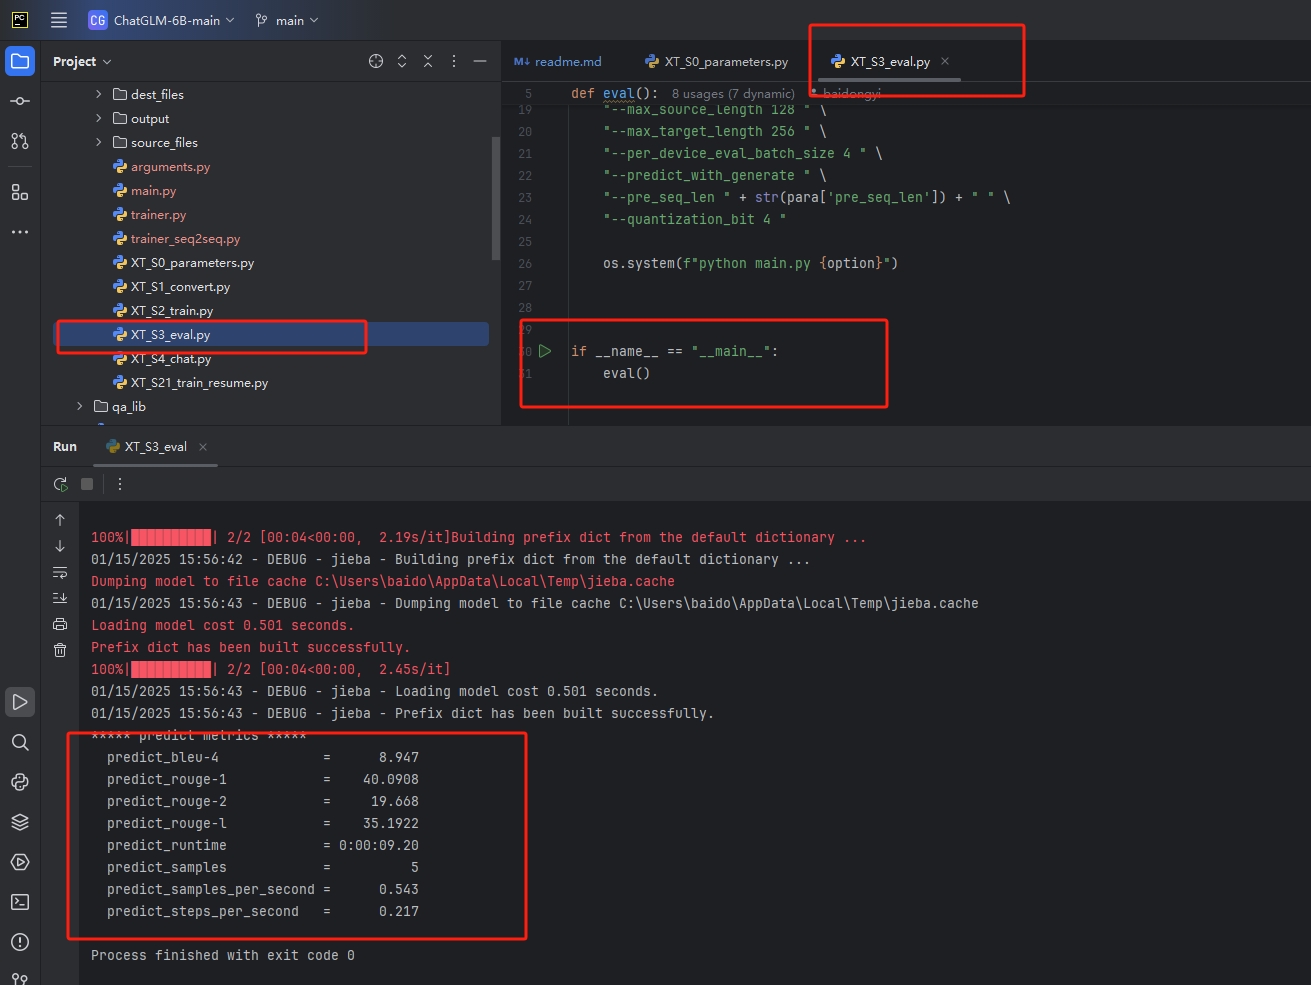 PC
CG ChatGLM-6B-main main
Project
M↓ readme.md XT_S0_parameters.py XT_S3_eval.py
dest_files
output
source_files
arguments.py
main.py
trainer.py
trainer_seq2seq.py
XT_S0_parameters.py
XT_S1_convert.py
XT_S2_train.py
XT_S3_eval.py
XT_S4_chat.py
XT_S21_train_resume.py
qa_lib
5 def eval(): 8 usages (7 dynamic) baidongyi
19 "--max_source_length 128 " \
20 "--max_target_length 256 " \
21 "--per_device_eval_batch_size 4 " \
22 "--predict_with_generate " \
23 "--pre_seq_len " + str(para['pre_seq_len']) + " " \
24 "--quantization_bit 4 "
25
26 os.system(f"python main.py {option}")
27
28
29
30 if __name__ == "__main__":
31 eval()
Run XT_S3_eval
100%|██████████| 2/2 [00:04<00:00, 2.19s/it]Building prefix dict from the default dictionary ...
01/15/2025 15:56:42 - DEBUG - jieba - Building prefix dict from the default dictionary ...
Dumping model to file cache C:\Users\baido\AppData\Local\Temp\jieba.cache
01/15/2025 15:56:43 - DEBUG - jieba - Dumping model to file cache C:\Users\baido\AppData\Local\Temp\jieba.cache
Loading model cost 0.501 seconds.
Prefix dict has been built successfully.
100%|██████████| 2/2 [00:04<00:00, 2.45s/it]
01/15/2025 15:56:43 - DEBUG - jieba - Loading model cost 0.501 seconds.
01/15/2025 15:56:43 - DEBUG - jieba - Prefix dict has been built successfully.
***** predict metrics *****
predict_bleu-4 = 8.947
predict_rouge-1 = 40.0908
predict_rouge-2 = 19.668
predict_rouge-l = 35.1922
predict_runtime = 0:00:09.20
predict_samples = 5
predict_samples_per_second = 0.543
predict_steps_per_second = 0.217
Process finished with exit code 0